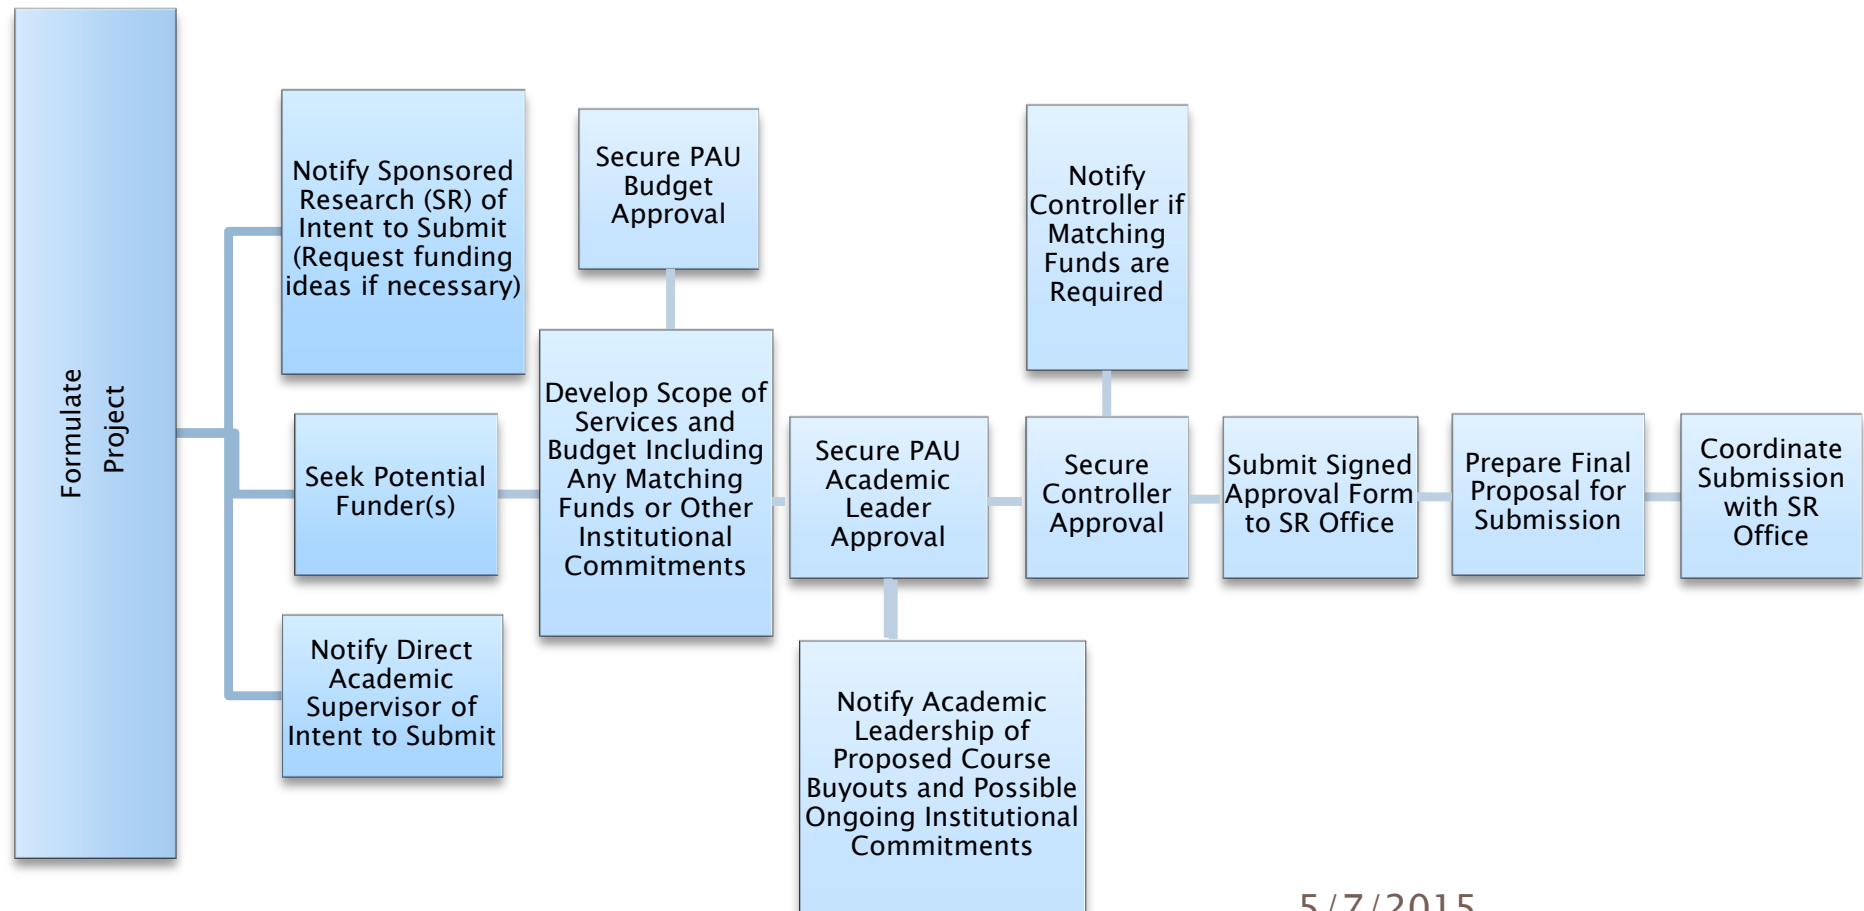 Formulate
Project
Notify Sponsored
Research (SR) of
Intent to Submit
(Request funding
ideas if necessary)
Seek Potential
Funder(s)
Notify Direct
Academic
Supervisor of
Intent to Submit
Secure PAU
Budget
Approval
Develop Scope of
Services and
Budget Including
Any Matching
Funds or Other
Institutional
Commitments
Secure PAU
Academic
Leader
Approval
Notify Academic
Leadership of
Proposed Course
Buyouts and Possible
Ongoing Institutional
Commitments
Notify
Controller if
Matching
Funds are
Required
Secure
Controller
Approval
Submit Signed
Approval Form
to SR Office
Prepare Final
Proposal for
Submission
Coordinate
Submission
with SR
Office
5/7/2015